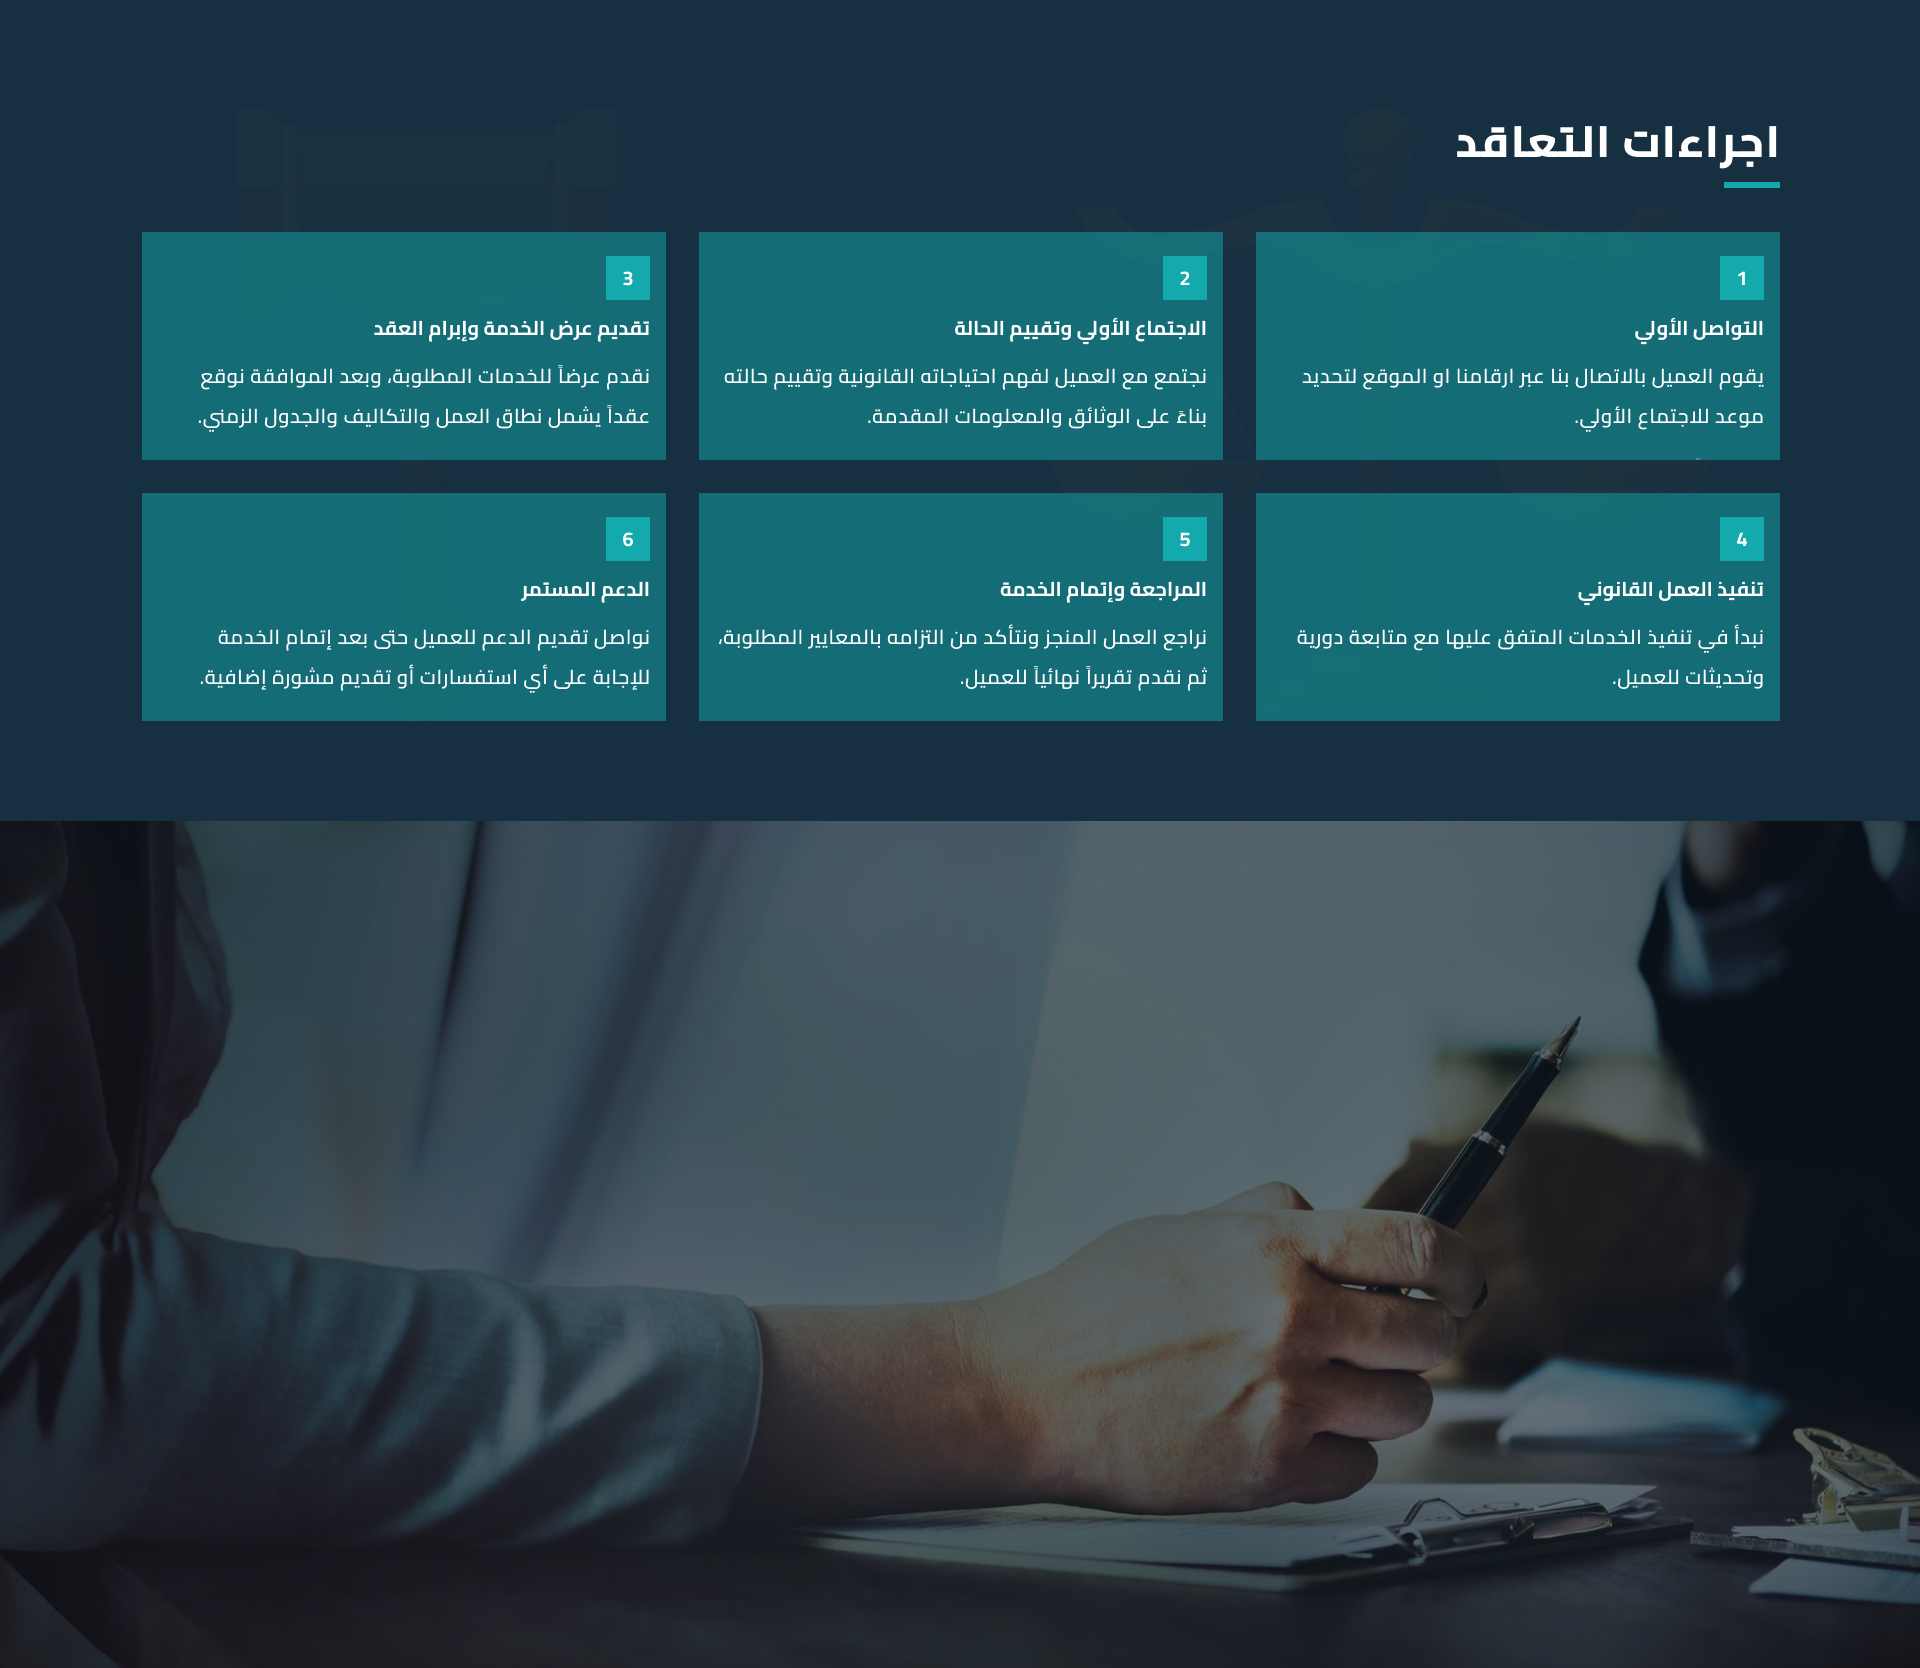 اجراءات التعاقد
1
التواصل الأولي
يقوم العميل بالاتصال بنا عبر ارقامنا او الموقع لتحديد
موعد للاجتماع الأولي.
2
الاجتماع الأولي وتقييم الحالة
نجتمع مع العميل لفهم احتياجاته القانونية وتقييم حالته
بناءً على الوثائق والمعلومات المقدمة.
3
تقديم عرض الخدمة وإبرام العقد
نقدم عرضاً للخدمات المطلوبة، وبعد الموافقة نوقع
عقداً يشمل نطاق العمل والتكاليف والجدول الزمني.
4
تنفيذ العمل القانوني
نبدأ في تنفيذ الخدمات المتفق عليها مع متابعة دورية
وتحديثات للعميل.
5
المراجعة وإتمام الخدمة
نراجع العمل المنجز ونتأكد من التزامه بالمعايير المطلوبة،
ثم نقدم تقريراً نهائياً للعميل.
6
الدعم المستمر
نواصل تقديم الدعم للعميل حتى بعد إتمام الخدمة
للإجابة على أي استفسارات أو تقديم مشورة إضافية.